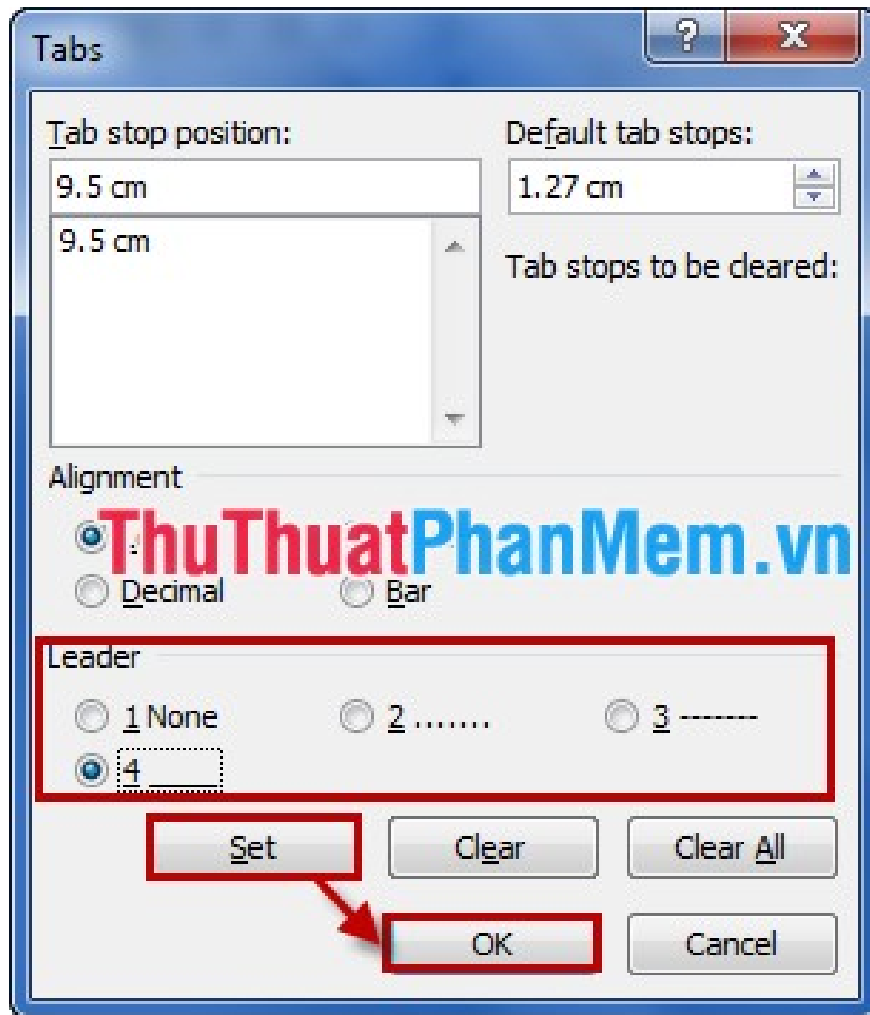 Tabs
Tab stop position:
Default tab stops:
9.5 cm
1.27 cm
9.5 cm
Tab stops to be cleared:
Alignment
ThuThuatPhanMem.vn
Decimal
Bar
Leader
1 None
2 .......
3 -------
4 _____
Set
Clear
Clear All
OK
Cancel